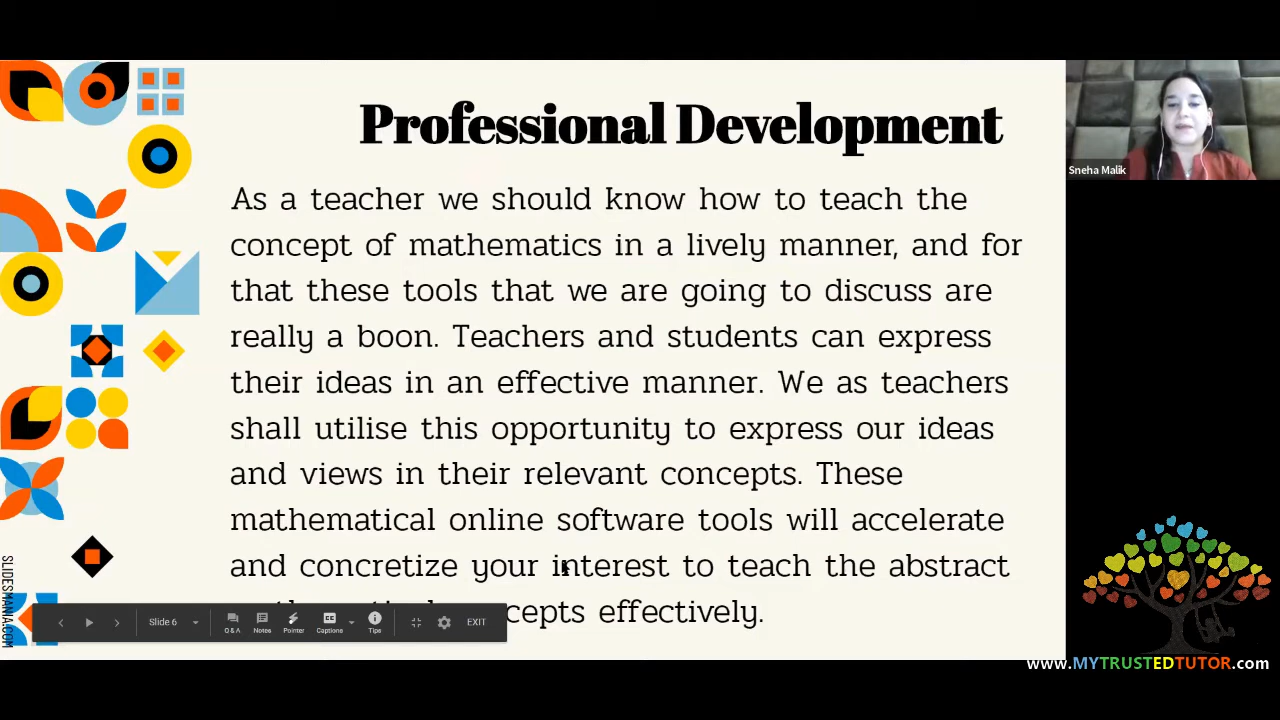 Professional Development
As a teacher we should know how to teach the
concept of mathematics in a lively manner, and for
that these tools that we are going to discuss are
really a boon. Teachers and students can express
their ideas in an effective manner. We as teachers
shall utilise this opportunity to express our ideas
and views in their relevant concepts. These
mathematical online software tools will accelerate
and concretize your interest to teach the abstract
effectively.
SLIDESMANIA.COM
Slide 6
Q & A
Notes
Pointer
Captions
Tips
EXIT
Sneha Malik
www.MYTRUSTEDTUTOR.com